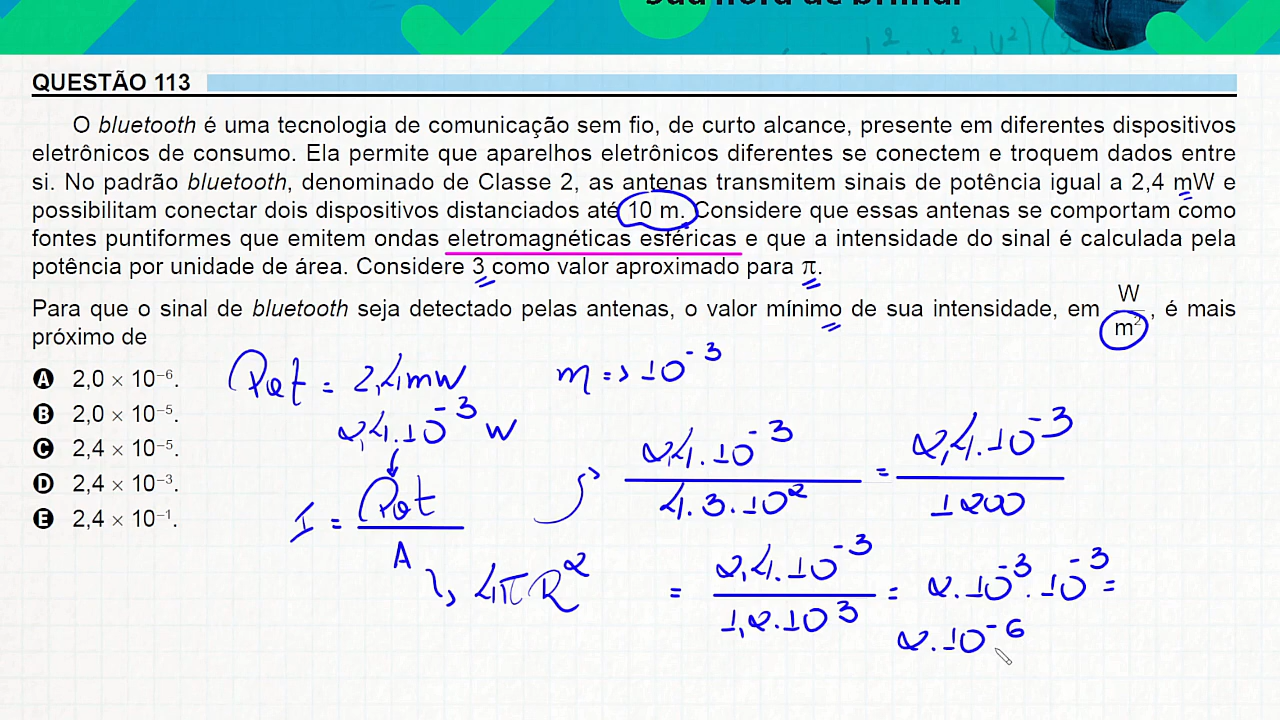 QUESTÃO 113
O bluetooth é uma tecnologia de comunicação sem fio, de curto alcance, presente em diferentes dispositivos
eletrônicos de consumo. Ela permite que aparelhos eletrônicos diferentes se conectem e troquem dados entre
si. No padrão bluetooth, denominado de Classe 2, as antenas transmitem sinais de potência igual a 2,4 mW e
possibilitam conectar dois dispositivos distanciados até 10 m. Considere que essas antenas se comportam como
fontes puntiformes que emitem ondas eletromagnéticas esféricas e que a intensidade do sinal é calculada pela
potência por unidade de área. Considere 3 como valor aproximado para π.
Para que o sinal de bluetooth seja detectado pelas antenas, o valor mínimo de sua intensidade, em W/m², é mais
próximo de
A 2,0 × 10⁻⁶.
B 2,0 × 10⁻⁵.
C 2,4 × 10⁻⁵.
D 2,4 × 10⁻³.
E 2,4 × 10⁻¹.
Pot = 2,4mW
2,4.10⁻³ W
m => 10⁻³
I = Pot / A
4πR²
2,4.10⁻³ / 4.3.10² = 2,4.10⁻³ / 1200
= 2,4.10⁻³ / 1,2.10³ = 2.10⁻³.10⁻³ =
2.10⁻⁶